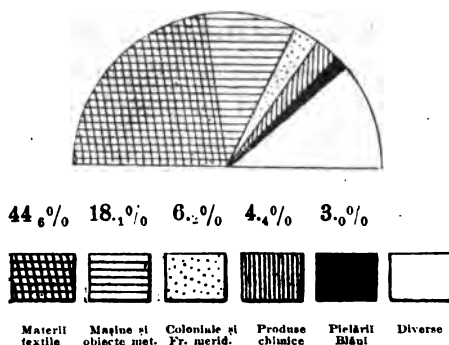 44.6% 18.1% 6.2% 4.4% 3.0%
Materii Mașine și Coloniale și Produse Pielării Diverse
textile obiecte met. Fr. merid. chimice Blăni